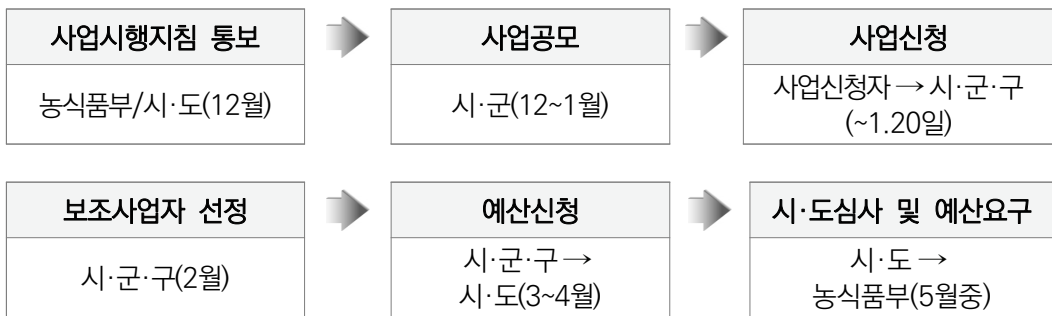 사업시행지침 통보
농식품부/시·도(12월)
사업공모
시·군(12~1월)
사업신청
사업신청자→시·군·구
(~1.20일)
보조사업자 선정
시·군·구(2월)
예산신청
시·군·구→
시·도(3~4월)
시·도심사 및 예산요구
시·도→
농식품부(5월중)